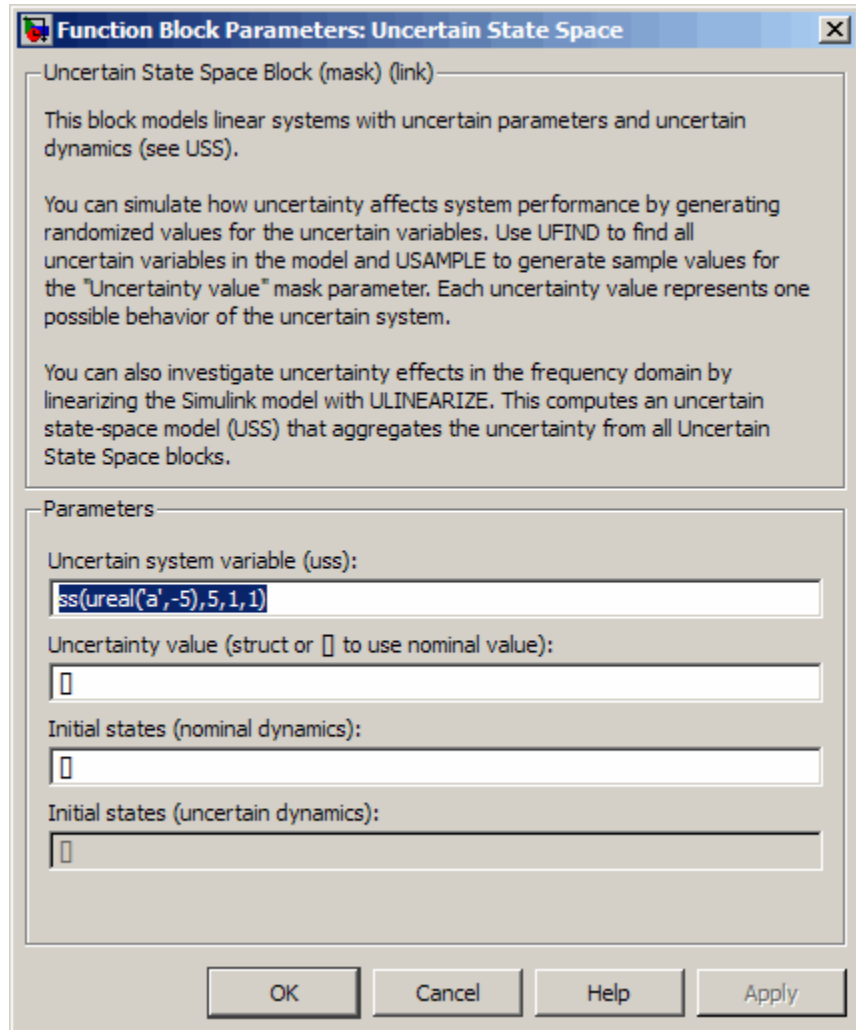 Function Block Parameters: Uncertain State Space
Uncertain State Space Block (mask) (link)
This block models linear systems with uncertain parameters and uncertain
dynamics (see USS).
You can simulate how uncertainty affects system performance by generating
randomized values for the uncertain variables. Use UFIND to find all
uncertain variables in the model and USAMPLE to generate sample values for
the "Uncertainty value" mask parameter. Each uncertainty value represents one
possible behavior of the uncertain system.
You can also investigate uncertainty effects in the frequency domain by
linearizing the Simulink model with ULINEARIZE. This computes an uncertain
state-space model (USS) that aggregates the uncertainty from all Uncertain
State Space blocks.
Parameters
Uncertain system variable (uss):
ss(ureal('a',-5),5,1,1)
Uncertainty value (struct or [] to use nominal value):
[]
Initial states (nominal dynamics):
[]
Initial states (uncertain dynamics):
[]
OK Cancel Help Apply